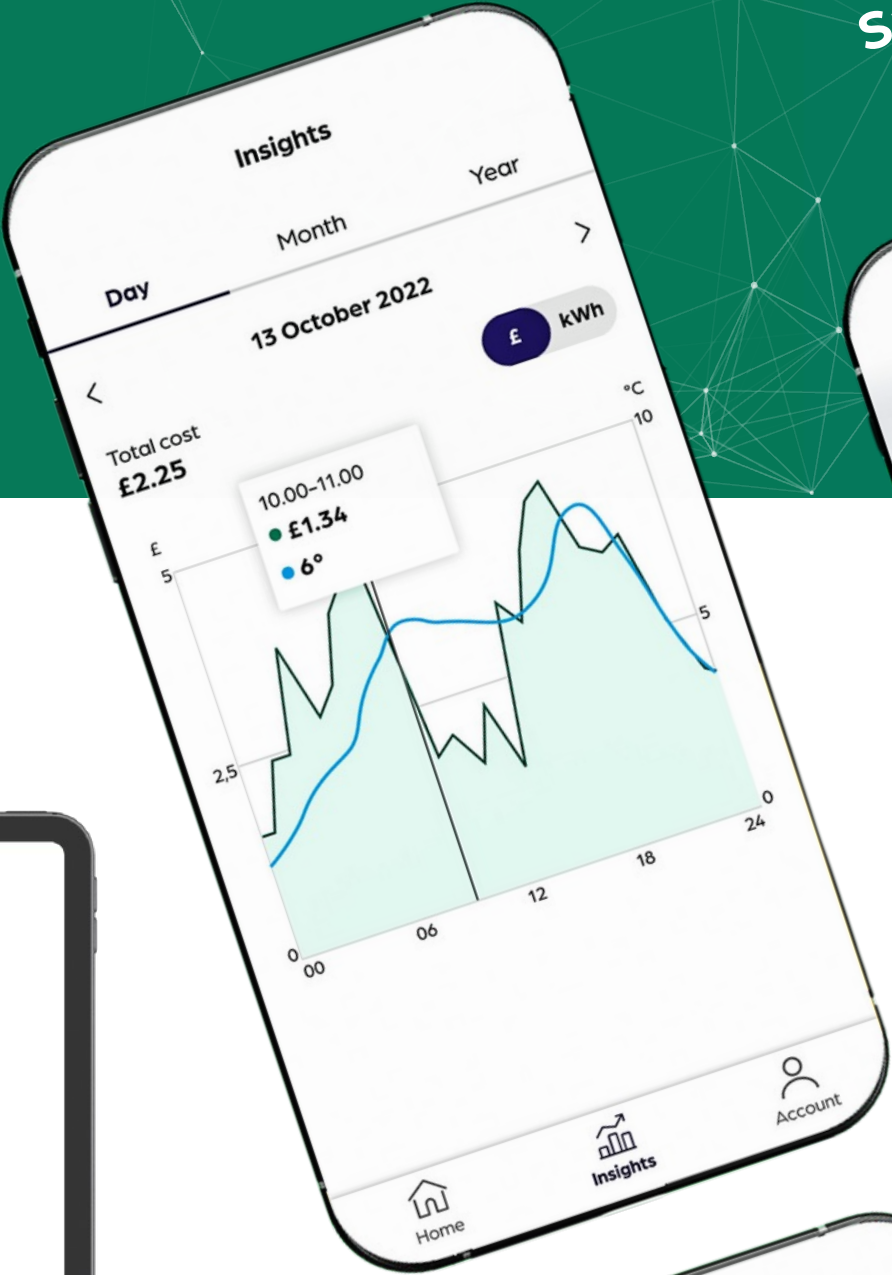 Insights
Day Month Year
13 October 2022
£ kWh
Total cost
£2.25
10.00–11.00
£1.34
6°
£
°C
5
10
2,5
5
0
0
00 06 12 18 24
Home Insights Account